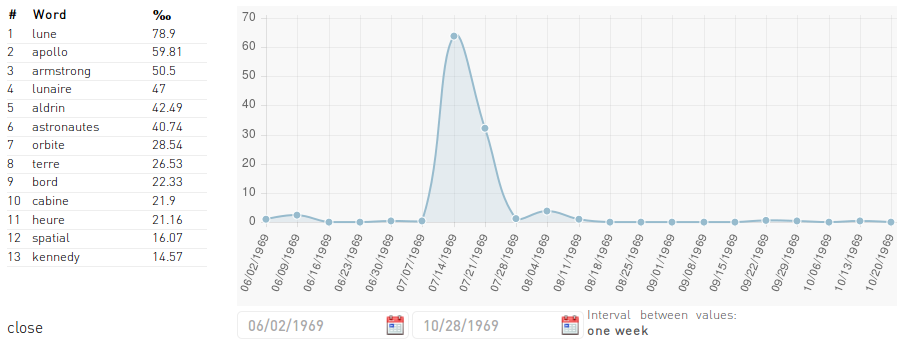 # Word ‰
1 lune 78.9
2 apollo 59.81
3 armstrong 50.5
4 lunaire 47
5 aldrin 42.49
6 astronautes 40.74
7 orbite 28.54
8 terre 26.53
9 bord 22.33
10 cabine 21.9
11 heure 21.16
12 spatial 16.07
13 kennedy 14.57
close
70
60
50
40
30
20
10
0
06/02/1969
06/09/1969
06/16/1969
06/23/1969
06/30/1969
07/07/1969
07/14/1969
07/21/1969
07/28/1969
08/04/1969
08/11/1969
08/18/1969
08/25/1969
09/01/1969
09/08/1969
09/15/1969
09/22/1969
09/29/1969
10/06/1969
10/13/1969
10/20/1969
06/02/1969
10/28/1969
Interval between values:
one week